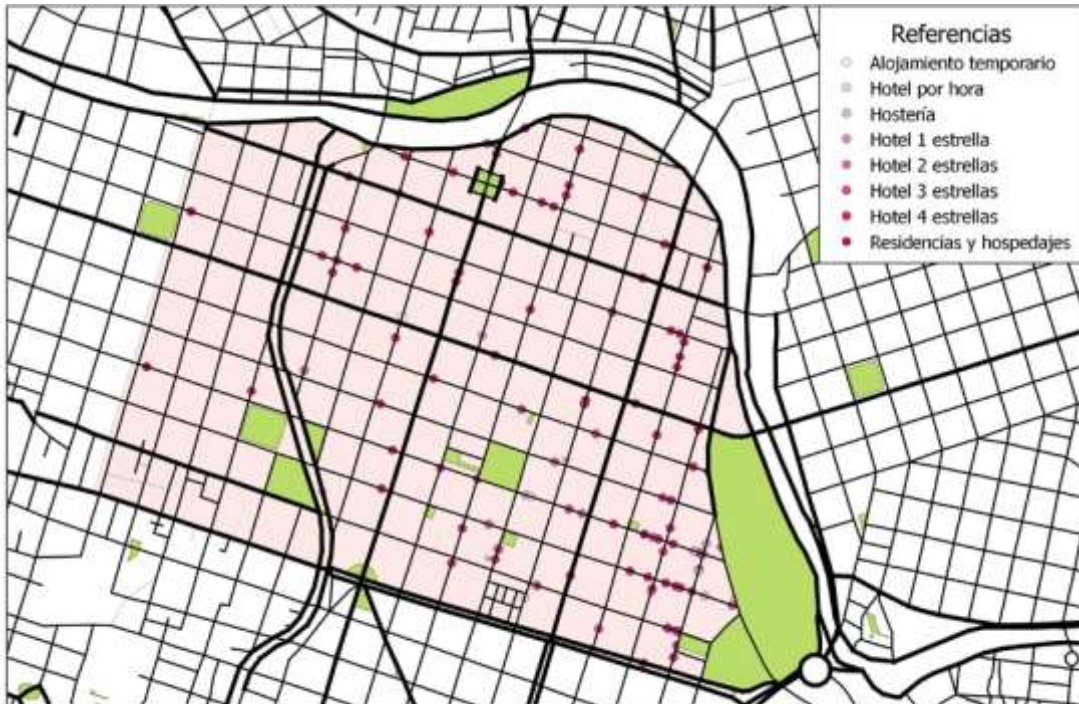 Referencias
Alojamiento temporario
Hotel por hora
Hostería
Hotel 1 estrella
Hotel 2 estrellas
Hotel 3 estrellas
Hotel 4 estrellas
Residencias y hospedajes